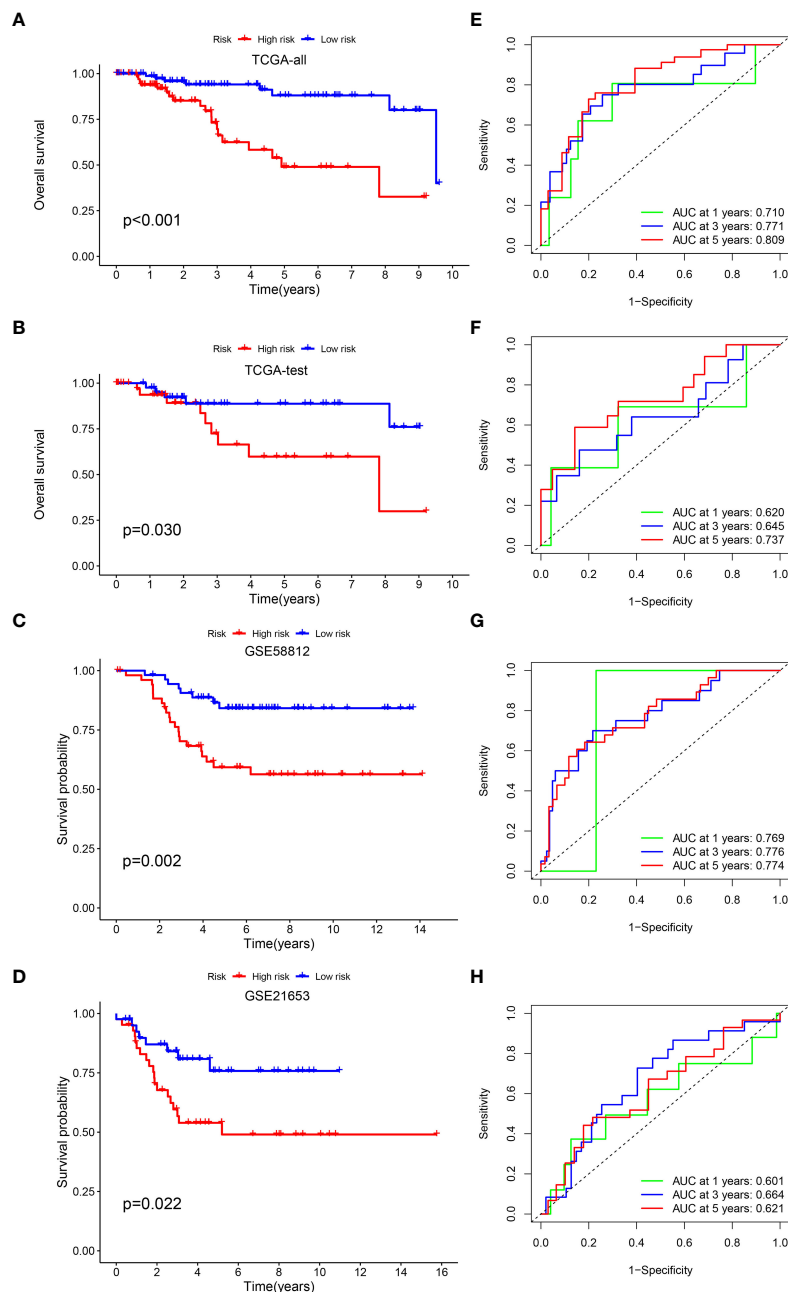 A
Risk High risk Low risk
TCGA-all
Overall survival
1.00
0.75
0.50
0.25
0.00
p<0.001
0 1 2 3 4 5 6 7 8 9 10
Time(years)
E
Sensitivity
1.0
0.8
0.6
0.4
0.2
0.0
AUC at 1 years: 0.710
AUC at 3 years: 0.771
AUC at 5 years: 0.809
0.0 0.2 0.4 0.6 0.8 1.0
1−Specificity
B
Risk High risk Low risk
TCGA-test
Overall survival
1.00
0.75
0.50
0.25
0.00
p=0.030
0 1 2 3 4 5 6 7 8 9 10
Time(years)
F
Sensitivity
1.0
0.8
0.6
0.4
0.2
0.0
AUC at 1 years: 0.620
AUC at 3 years: 0.645
AUC at 5 years: 0.737
0.0 0.2 0.4 0.6 0.8 1.0
1−Specificity
C
Risk High risk Low risk
GSE58812
Survival probability
1.00
0.75
0.50
0.25
0.00
p=0.002
0 2 4 6 8 10 12 14
Time(years)
G
Sensitivity
1.0
0.8
0.6
0.4
0.2
0.0
AUC at 1 years: 0.769
AUC at 3 years: 0.776
AUC at 5 years: 0.774
0.0 0.2 0.4 0.6 0.8 1.0
1−Specificity
D
Risk High risk Low risk
GSE21653
Survival probability
1.00
0.75
0.50
0.25
0.00
p=0.022
0 2 4 6 8 10 12 14 16
Time(years)
H
Sensitivity
1.0
0.8
0.6
0.4
0.2
0.0
AUC at 1 years: 0.601
AUC at 3 years: 0.664
AUC at 5 years: 0.621
0.0 0.2 0.4 0.6 0.8 1.0
1−Specificity